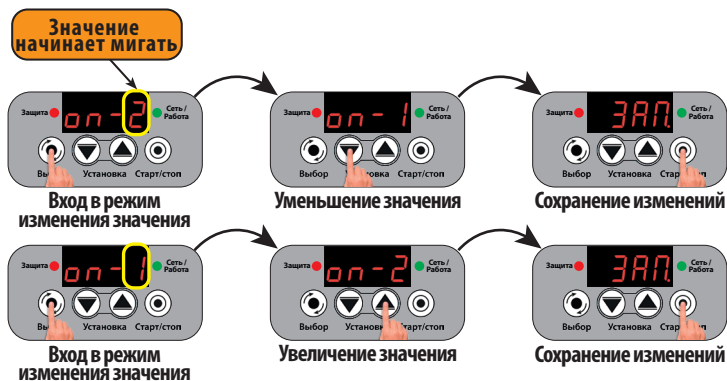 Значение
начинает мигать
Защита on-2 Сеть / Работа
Выбор Установка Старт/стоп
Защита on-1 Сеть / Работа
Выбор Установка Старт/стоп
Защита ЗАП. Сеть / Работа
Выбор Установка Старт/стоп
Вход в режим
изменения значения
Уменьшение значения
Сохранение изменений
Защита on-1 Сеть / Работа
Выбор Установка Старт/стоп
Защита on-2 Сеть / Работа
Выбор Установка Старт/стоп
Защита ЗАП. Сеть / Работа
Выбор Установка Старт/стоп
Вход в режим
изменения значения
Увеличение значения
Сохранение изменений